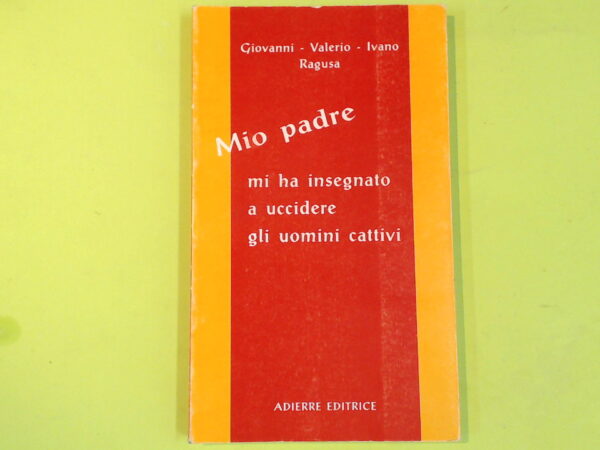 Giovanni - Valerio - Ivano
Ragusa
Mio padre
mi ha insegnato
a uccidere
gli uomini cattivi
ADIERRE EDITRICE